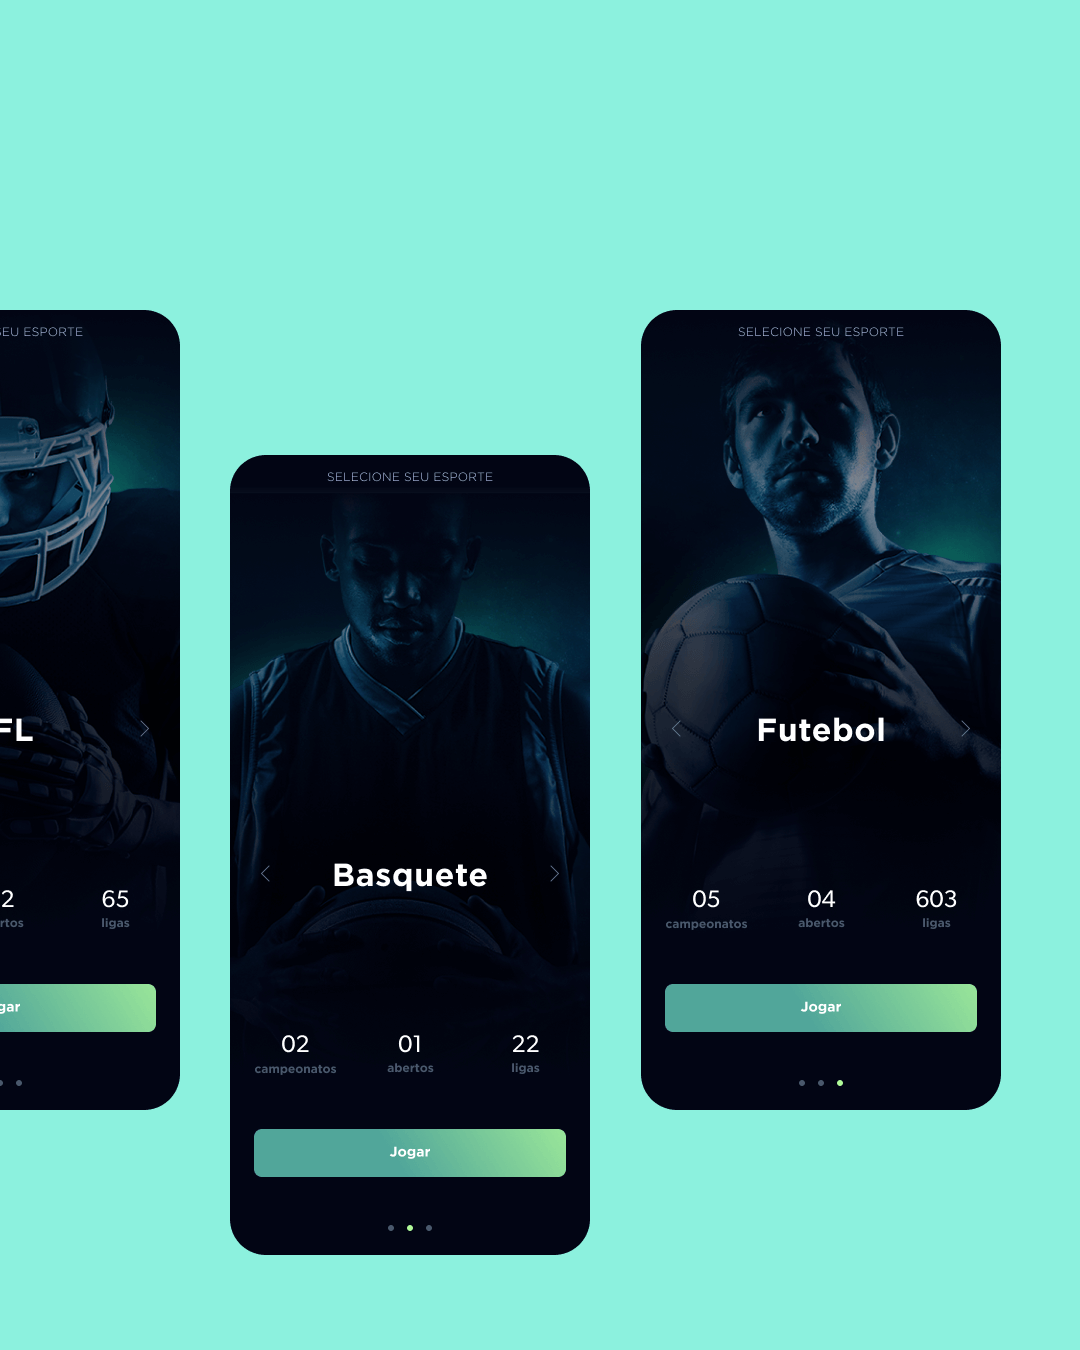 SEU ESPORTE
FL
2
65
rtos
ligas
gar
SELECIONE SEU ESPORTE
Basquete
02
01
22
campeonatos
abertos
ligas
Jogar
SELECIONE SEU ESPORTE
Futebol
05
04
603
campeonatos
abertos
ligas
Jogar